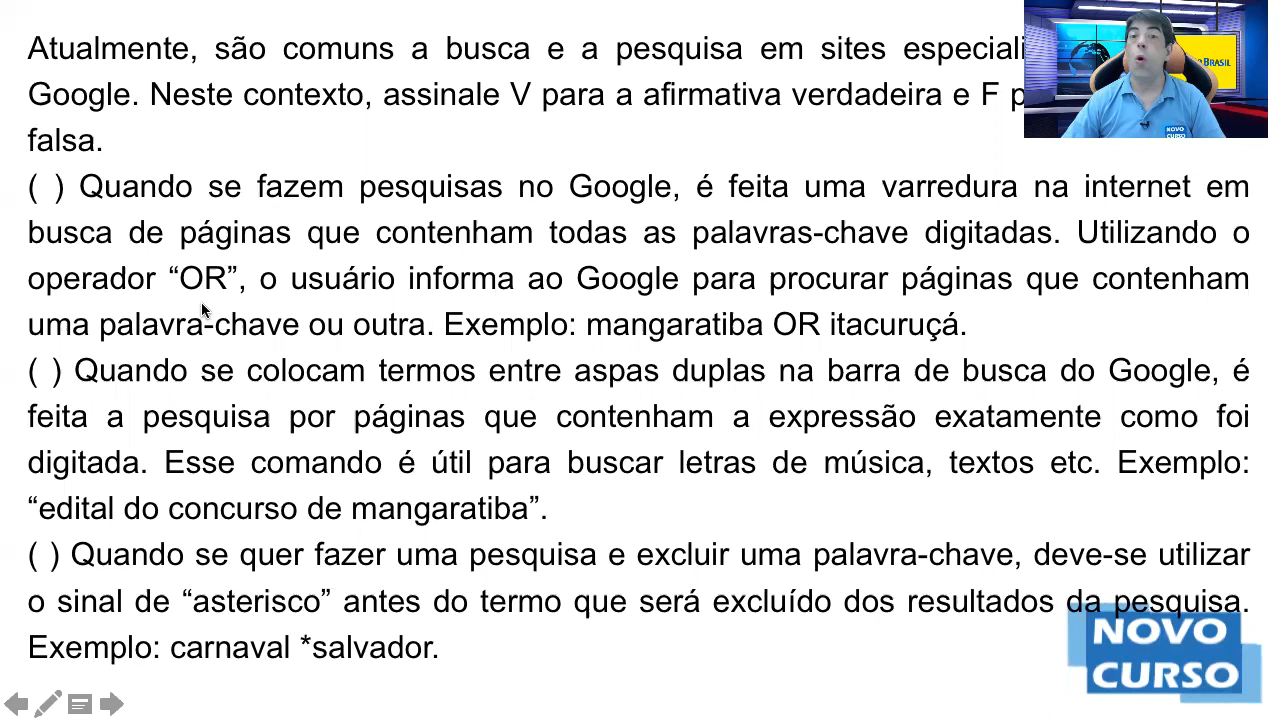 Atualmente, são comuns a busca e a pesquisa em sites
Google. Neste contexto, assinale V para a afirmativa verdadeira e F
falsa.
( ) Quando se fazem pesquisas no Google, é feita uma varredura na internet em
busca de páginas que contenham todas as palavras-chave digitadas. Utilizando o
operador “OR”, o usuário informa ao Google para procurar páginas que contenham
uma palavra-chave ou outra. Exemplo: mangaratiba OR itacuruçá.
( ) Quando se colocam termos entre aspas duplas na barra de busca do Google, é
feita a pesquisa por páginas que contenham a expressão exatamente como foi
digitada. Esse comando é útil para buscar letras de música, textos etc. Exemplo:
“edital do concurso de mangaratiba”.
( ) Quando se quer fazer uma pesquisa e excluir uma palavra-chave, deve-se utilizar
o sinal de “asterisco” antes do termo que será excluído dos resultados da pesquisa.
Exemplo: carnaval *salvador.
BRASIL
NOVO
CURSO
NOVO
CURSO